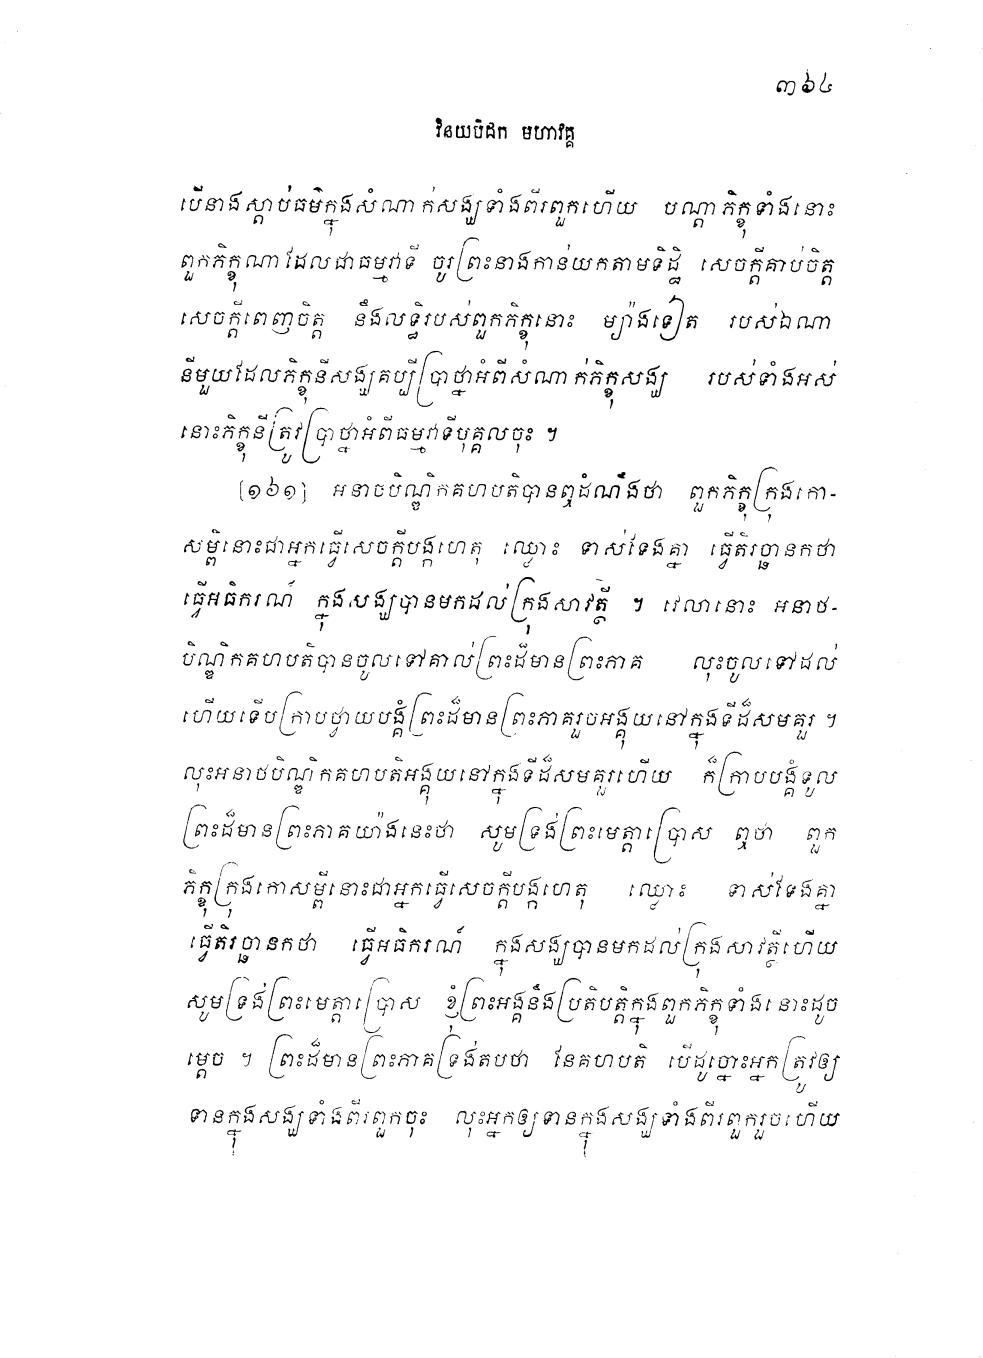 ៣៦៤
វិនយបិដក មហាវគ្គ
បើនាងស្តាប់ធម៌ក្នុងសំណាក់សង្ឃទាំងពីរពួកហើយ បណ្តាភិក្ខុទាំងនោះ
ពួកភិក្ខុណាដែលជាធម្មវាទី ចូរព្រះនាងកាន់យកតាមទិដ្ឋិ សេចក្តីគាប់ចិត្ត
សេចក្តីពេញចិត្ត នឹងលទ្ធិរបស់ពួកភិក្ខុនោះ ម្យ៉ាងទៀត របស់ឯណា
នីមួយដែលភិក្ខុនីសង្ឃគប្បីប្រាថ្នាអំពីសំណាក់ភិក្ខុសង្ឃ របស់ទាំងអស់
នោះភិក្ខុនីត្រូវប្រាថ្នាអំពីធម្មវាទីបុគ្គលចុះ ។
[១៦១] អនាថបិណ្ឌិកគហបតិបានឮដំណឹងថា ពួកភិក្ខុក្រុងកោ-
សម្ពីនោះជាអ្នកធ្វើសេចក្តីបង្កហេតុ ឈ្លោះ ទាស់ទែងគ្នា ធ្វើតិរច្ឆានកថា
ធ្វើអធិករណ៍ ក្នុងសង្ឃបានមកដល់ក្រុងសាវត្ថី ។ វេលានោះ អនាថ-
បិណ្ឌិកគហបតិបានចូលទៅគាល់ព្រះដ៏មានព្រះភាគ លុះចូលទៅដល់
ហើយទើបក្រាបថ្វាយបង្គំព្រះដ៏មានព្រះភាគរួចអង្គុយនៅក្នុងទីដ៏សមគួរ ។
លុះអនាថបិណ្ឌិកគហបតិអង្គុយនៅក្នុងទីដ៏សមគួរហើយ ក៏ក្រាបបង្គំទូល
ព្រះដ៏មានព្រះភាគយ៉ាងនេះថា សូមទ្រង់ព្រះមេត្តាប្រោស ឮថា ពួក
ភិក្ខុក្រុងកោសម្ពីនោះជាអ្នកធ្វើសេចក្តីបង្កហេតុ ឈ្លោះ ទាស់ទែងគ្នា
ធ្វើតិរច្ឆានកថា ធ្វើអធិករណ៍ ក្នុងសង្ឃបានមកដល់ក្រុងសាវត្ថីហើយ
សូមទ្រង់ព្រះមេត្តាប្រោស ខ្ញុំព្រះអង្គនឹងប្រតិបត្តិក្នុងពួកភិក្ខុទាំងនោះដូច
ម្តេច ។ ព្រះដ៏មានព្រះភាគទ្រង់តបថា នែគហបតិ បើដូច្នោះអ្នកត្រូវឲ្យ
ទានក្នុងសង្ឃទាំងពីរពួកចុះ លុះអ្នកឲ្យទានក្នុងសង្ឃទាំងពីរពួករួចហើយ